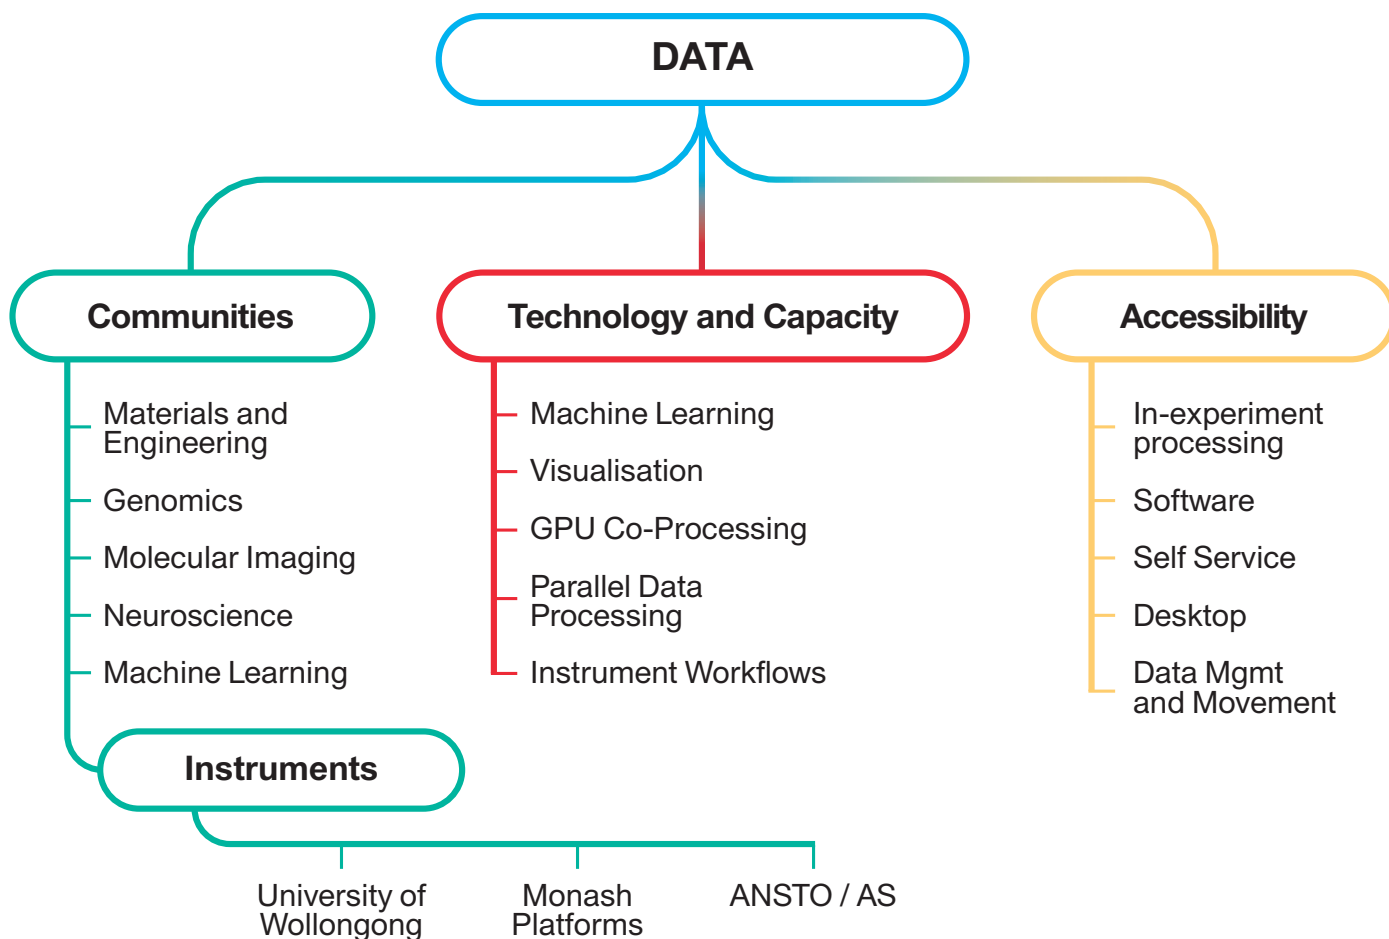 DATA
Communities
Materials and
Engineering
Genomics
Molecular Imaging
Neuroscience
Machine Learning
Instruments
University of
Wollongong
Monash
Platforms
ANSTO / AS
Technology and Capacity
Machine Learning
Visualisation
GPU Co-Processing
Parallel Data
Processing
Instrument Workflows
Accessibility
In-experiment
processing
Software
Self Service
Desktop
Data Mgmt
and Movement